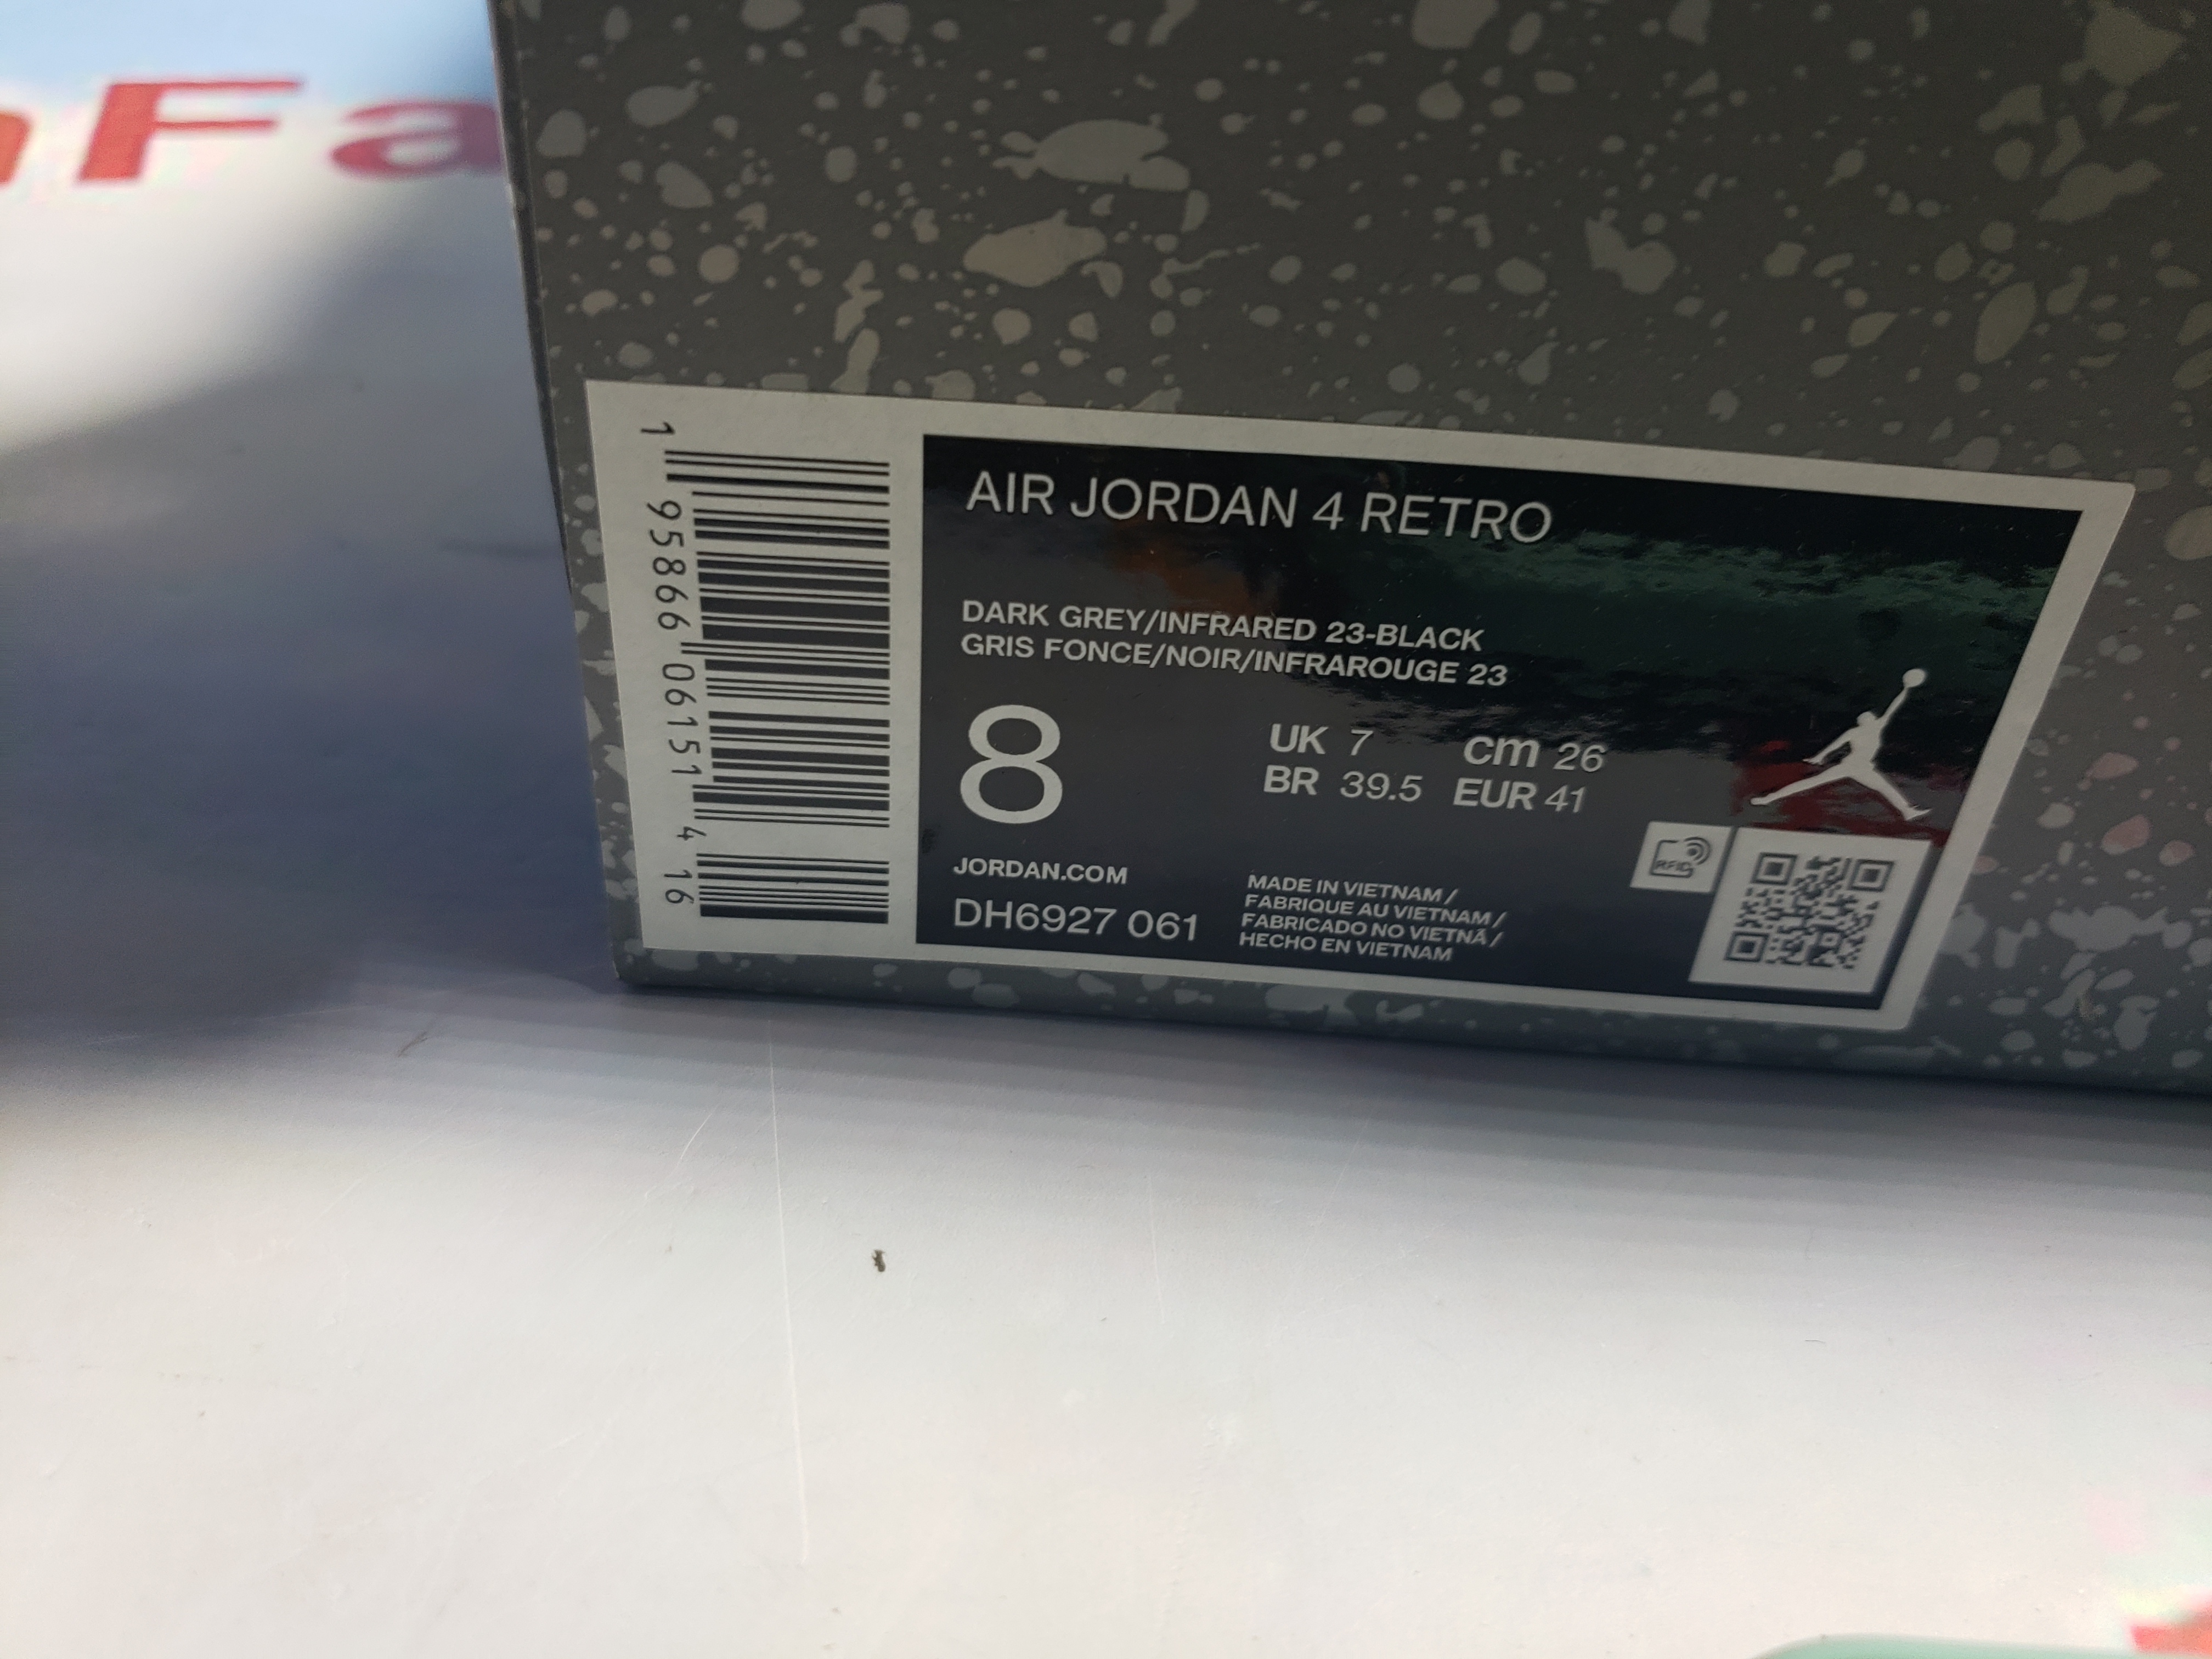 Fa
1 95866 06151 4 16
AIR JORDAN 4 RETRO
DARK GREY/INFRARED 23-BLACK
GRIS FONCE/NOIR/INFRAROUGE 23
8
UK 7 cm 26
BR 39.5 EUR 41
JORDAN.COM
DH6927 061
MADE IN VIETNAM /
FABRIQUE AU VIETNAM /
FABRICADO NO VIETNÃ /
HECHO EN VIETNAM
RFID